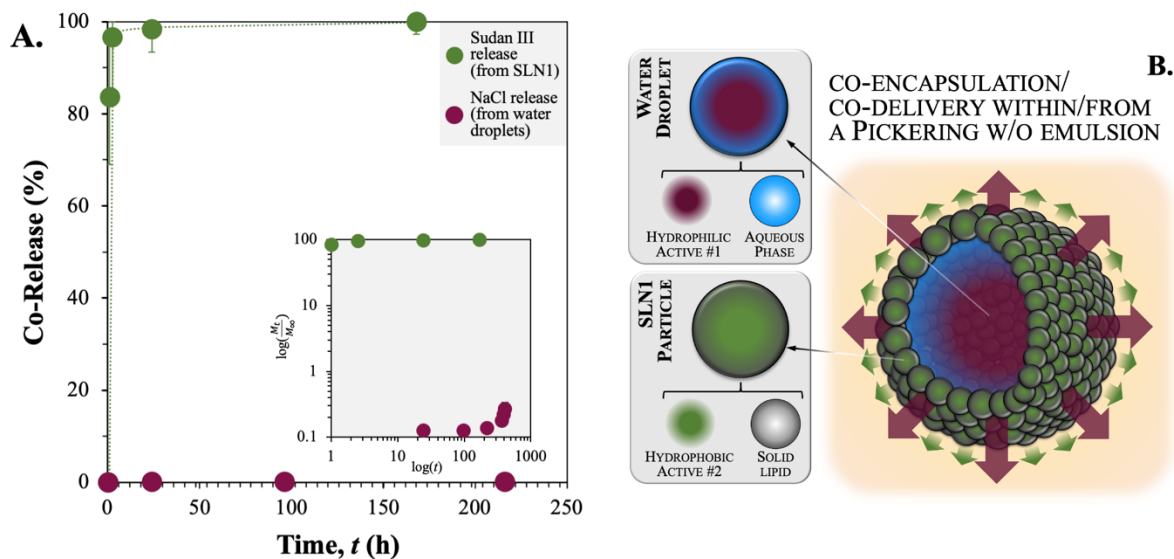 A.
Co-Release (%)
100
80
60
40
20
0
0
50
100
150
200
250
Time, t (h)
Sudan III
release
(from SLN1)
NaCl release
(from water
droplets)
log(Mt/M∞)
100
10
1
0.1
1
10
100
1000
log(t)
B.
CO-ENCAPSULATION/
CO-DELIVERY WITHIN/FROM
A PICKERING W/O EMULSION
WATER
DROPLET
HYDROPHILIC
ACTIVE #1
AQUEOUS
PHASE
SLN1
PARTICLE
HYDROPHOBIC
ACTIVE #2
SOLID
LIPID